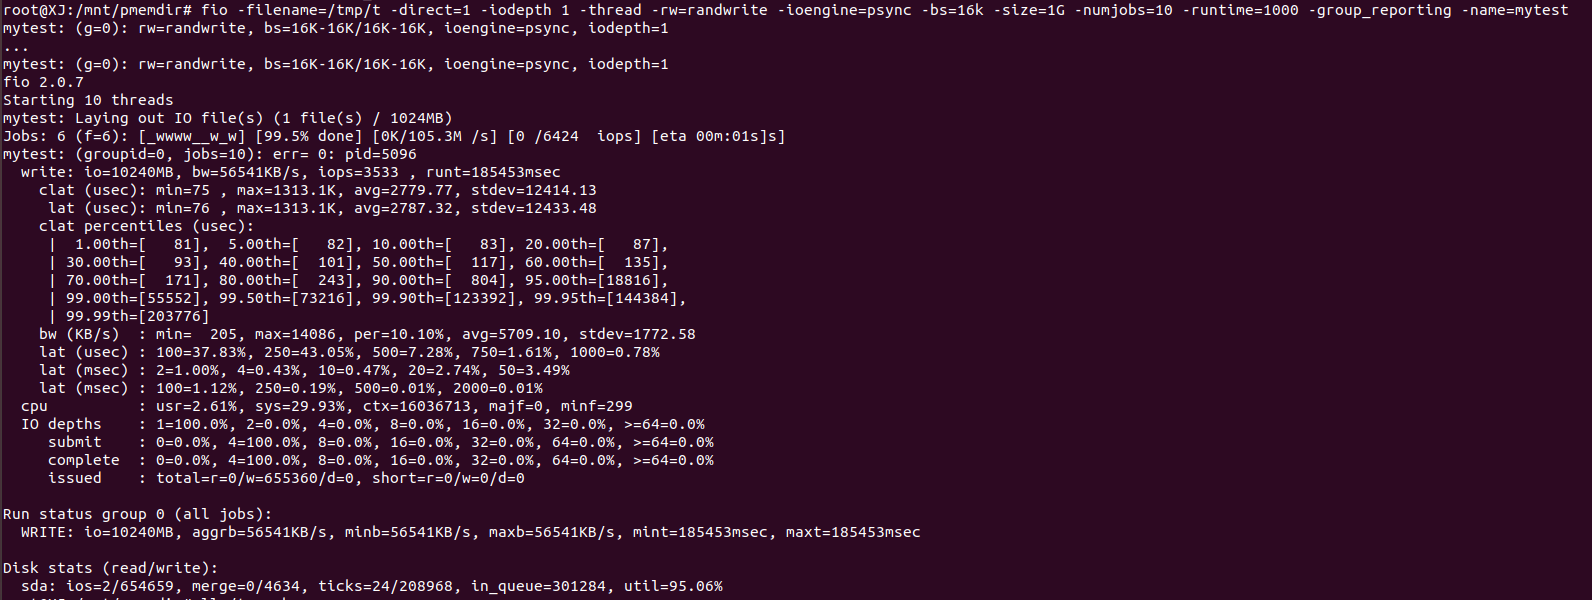 root@XJ:/mnt/pmemdir# fio -filename=/tmp/t -direct=1 -iodepth 1 -thread -rw=randwrite -ioengine=psync -bs=16k -size=1G -numjobs=10 -runtime=1000 -group_reporting -name=mytest
mytest: (g=0): rw=randwrite, bs=16K-16K/16K-16K, ioengine=psync, iodepth=1
...
mytest: (g=0): rw=randwrite, bs=16K-16K/16K-16K, ioengine=psync, iodepth=1
fio 2.0.7
Starting 10 threads
mytest: Laying out IO file(s) (1 file(s) / 1024MB)
Jobs: 6 (f=6): [_wwww__w_w] [99.5% done] [0K/105.3M /s] [0 /6424  iops] [eta 00m:01s]s]
mytest: (groupid=0, jobs=10): err= 0: pid=5096
  write: io=10240MB, bw=56541KB/s, iops=3533 , runt=185453msec
    clat (usec): min=75 , max=1313.1K, avg=2779.77, stdev=12414.13
     lat (usec): min=76 , max=1313.1K, avg=2787.32, stdev=12433.48
    clat percentiles (usec):
     |  1.00th=[   81],  5.00th=[   82], 10.00th=[   83], 20.00th=[   87],
     | 30.00th=[   93], 40.00th=[  101], 50.00th=[  117], 60.00th=[  135],
     | 70.00th=[  171], 80.00th=[  243], 90.00th=[  804], 95.00th=[18816],
     | 99.00th=[55552], 99.50th=[73216], 99.90th=[123392], 99.95th=[144384],
     | 99.99th=[203776]
    bw (KB/s)  : min=  205, max=14086, per=10.10%, avg=5709.10, stdev=1772.58
    lat (usec) : 100=37.83%, 250=43.05%, 500=7.28%, 750=1.61%, 1000=0.78%
    lat (msec) : 2=1.00%, 4=0.43%, 10=0.47%, 20=2.74%, 50=3.49%
    lat (msec) : 100=1.12%, 250=0.19%, 500=0.01%, 2000=0.01%
  cpu          : usr=2.61%, sys=29.93%, ctx=16036713, majf=0, minf=299
  IO depths    : 1=100.0%, 2=0.0%, 4=0.0%, 8=0.0%, 16=0.0%, 32=0.0%, >=64=0.0%
     submit    : 0=0.0%, 4=100.0%, 8=0.0%, 16=0.0%, 32=0.0%, 64=0.0%, >=64=0.0%
     complete  : 0=0.0%, 4=100.0%, 8=0.0%, 16=0.0%, 32=0.0%, 64=0.0%, >=64=0.0%
     issued    : total=r=0/w=655360/d=0, short=r=0/w=0/d=0
Run status group 0 (all jobs):
  WRITE: io=10240MB, aggrb=56541KB/s, minb=56541KB/s, maxb=56541KB/s, mint=185453msec, maxt=185453msec
Disk stats (read/write):
  sda: ios=2/654659, merge=0/4634, ticks=24/208968, in_queue=301284, util=95.06%